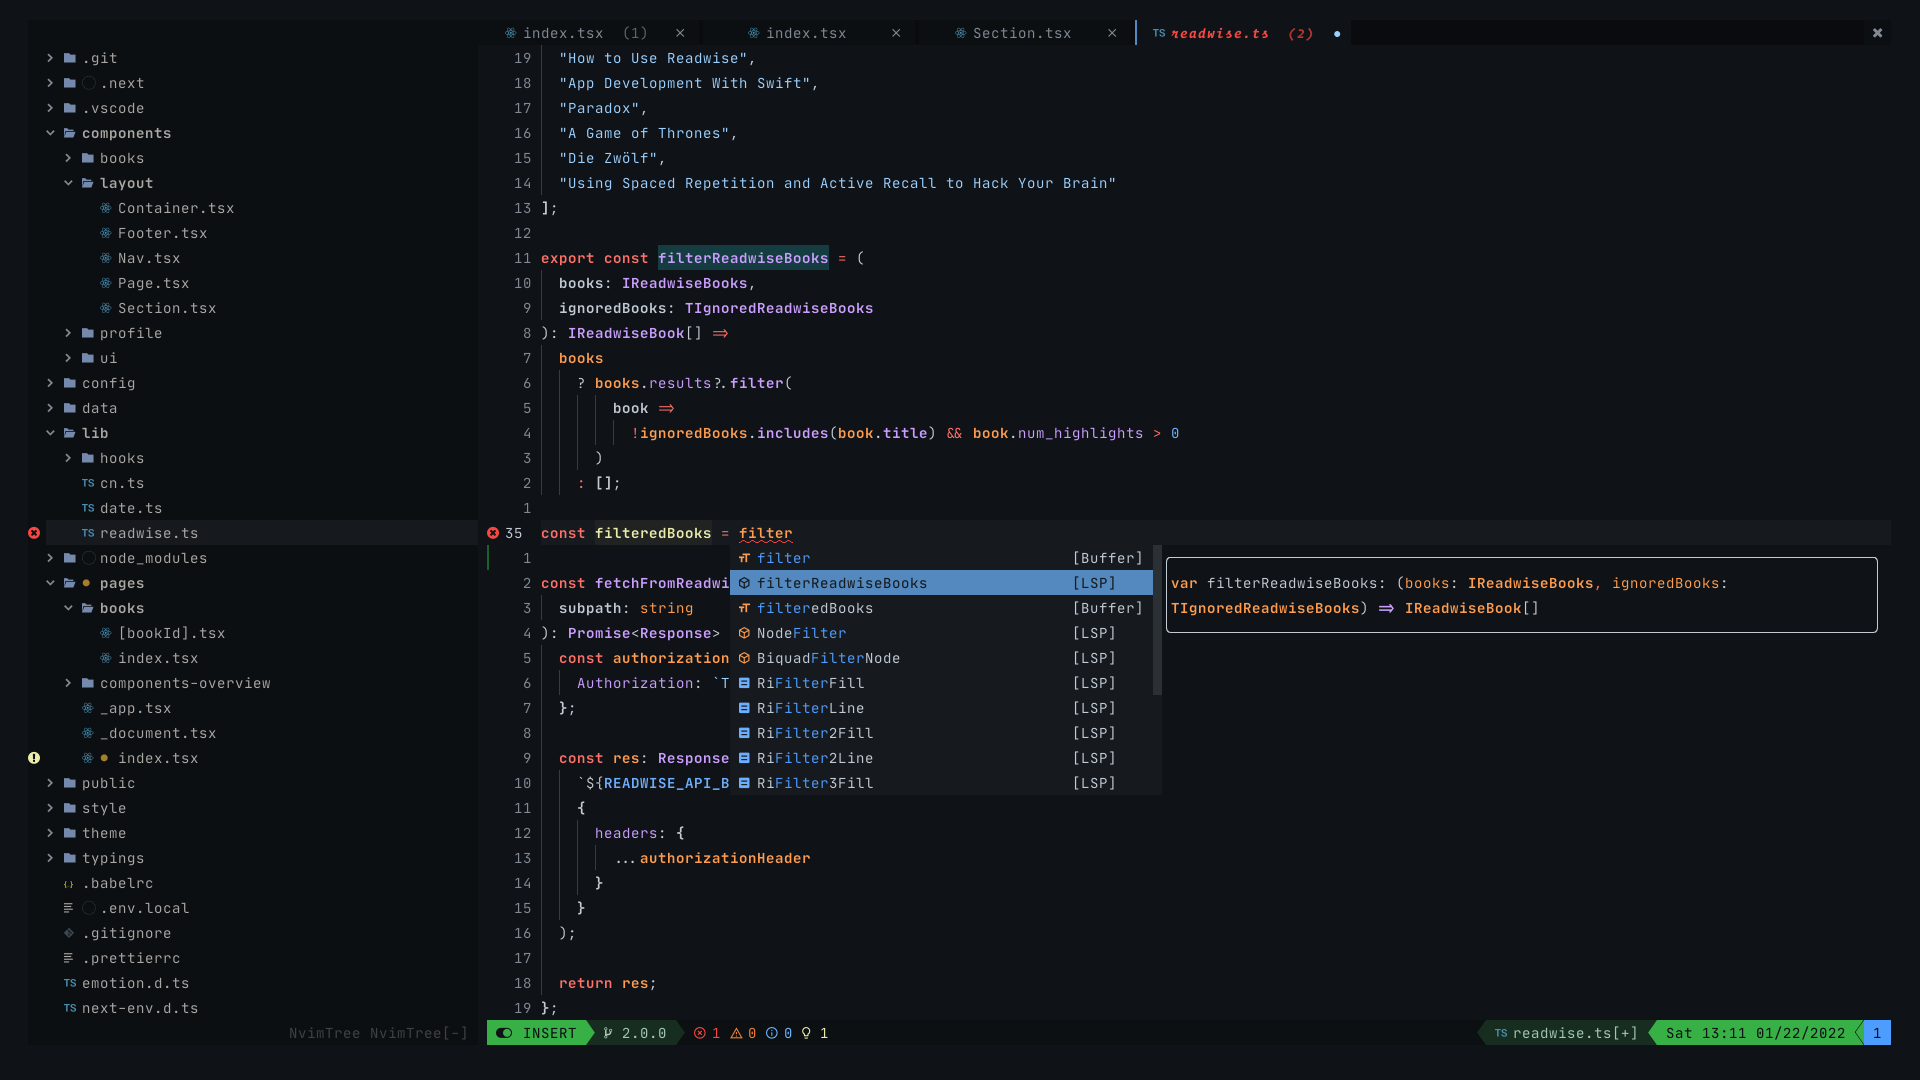 index.tsx (1) × index.tsx × Section.tsx × TS readwise.ts (2) ● ✖
.git
.next
.vscode
components
books
layout
Container.tsx
Footer.tsx
Nav.tsx
Page.tsx
Section.tsx
profile
ui
config
data
lib
hooks
TS cn.ts
TS date.ts
TS readwise.ts
node_modules
pages
books
[bookId].tsx
index.tsx
components-overview
_app.tsx
_document.tsx
index.tsx
public
style
theme
typings
{} .babelrc
.env.local
.gitignore
.prettierrc
TS emotion.d.ts
TS next-env.d.ts
NvimTree NvimTree[-]
19 "How to Use Readwise",
18 "App Development With Swift",
17 "Paradox",
16 "A Game of Thrones",
15 "Die Zwölf",
14 "Using Spaced Repetition and Active Recall to Hack Your Brain"
13 ];
12
11 export const filterReadwiseBooks = (
10 books: IReadwiseBooks,
9 ignoredBooks: TIgnoredReadwiseBooks
8 ): IReadwiseBook[] =>
7 books
6 ? books.results?.filter(
5 book =>
4 !ignoredBooks.includes(book.title) && book.num_highlights > 0
3 )
2 : [];
1
35 const filteredBooks = filter
1
2 const fetchFromReadwi
3 subpath: string
4 ): Promise<Response>
5 const authorization
6 Authorization: `T
7 };
8
9 const res: Response
10 `${READWISE_API_B
11 {
12 headers: {
13 ...authorizationHeader
14 }
15 }
16 );
17
18 return res;
19 };
filter [Buffer]
filterReadwiseBooks [LSP]
filteredBooks [Buffer]
NodeFilter [LSP]
BiquadFilterNode [LSP]
RiFilterFill [LSP]
RiFilterLine [LSP]
RiFilter2Fill [LSP]
RiFilter2Line [LSP]
RiFilter3Fill [LSP]
var filterReadwiseBooks: (books: IReadwiseBooks, ignoredBooks:
TIgnoredReadwiseBooks) => IReadwiseBook[]
INSERT 2.0.0 1 0 0 1 TS readwise.ts[+] Sat 13:11 01/22/2022 1